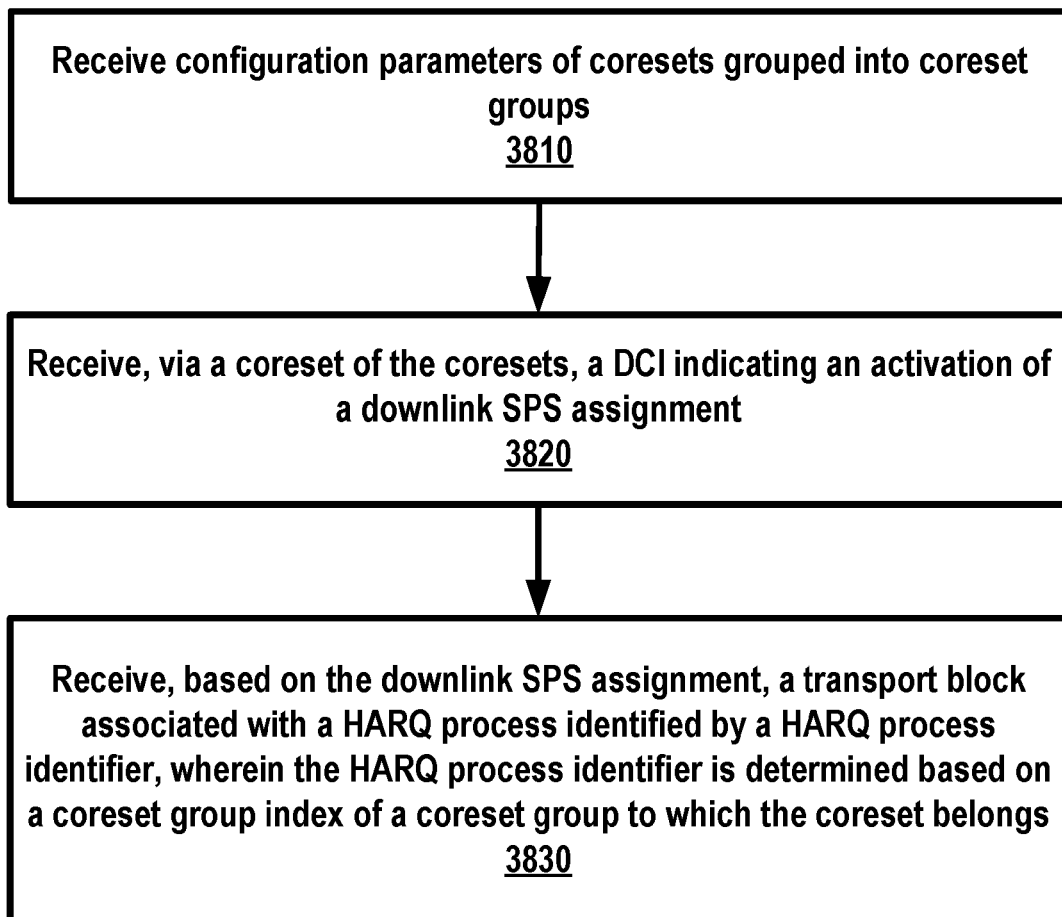 Receive configuration parameters of coresets grouped into coreset
groups
3810
Receive, via a coreset of the coresets, a DCI indicating an activation of
a downlink SPS assignment
3820
Receive, based on the downlink SPS assignment, a transport block
associated with a HARQ process identified by a HARQ process
identifier, wherein the HARQ process identifier is determined based on
a coreset group index of a coreset group to which the coreset belongs
3830